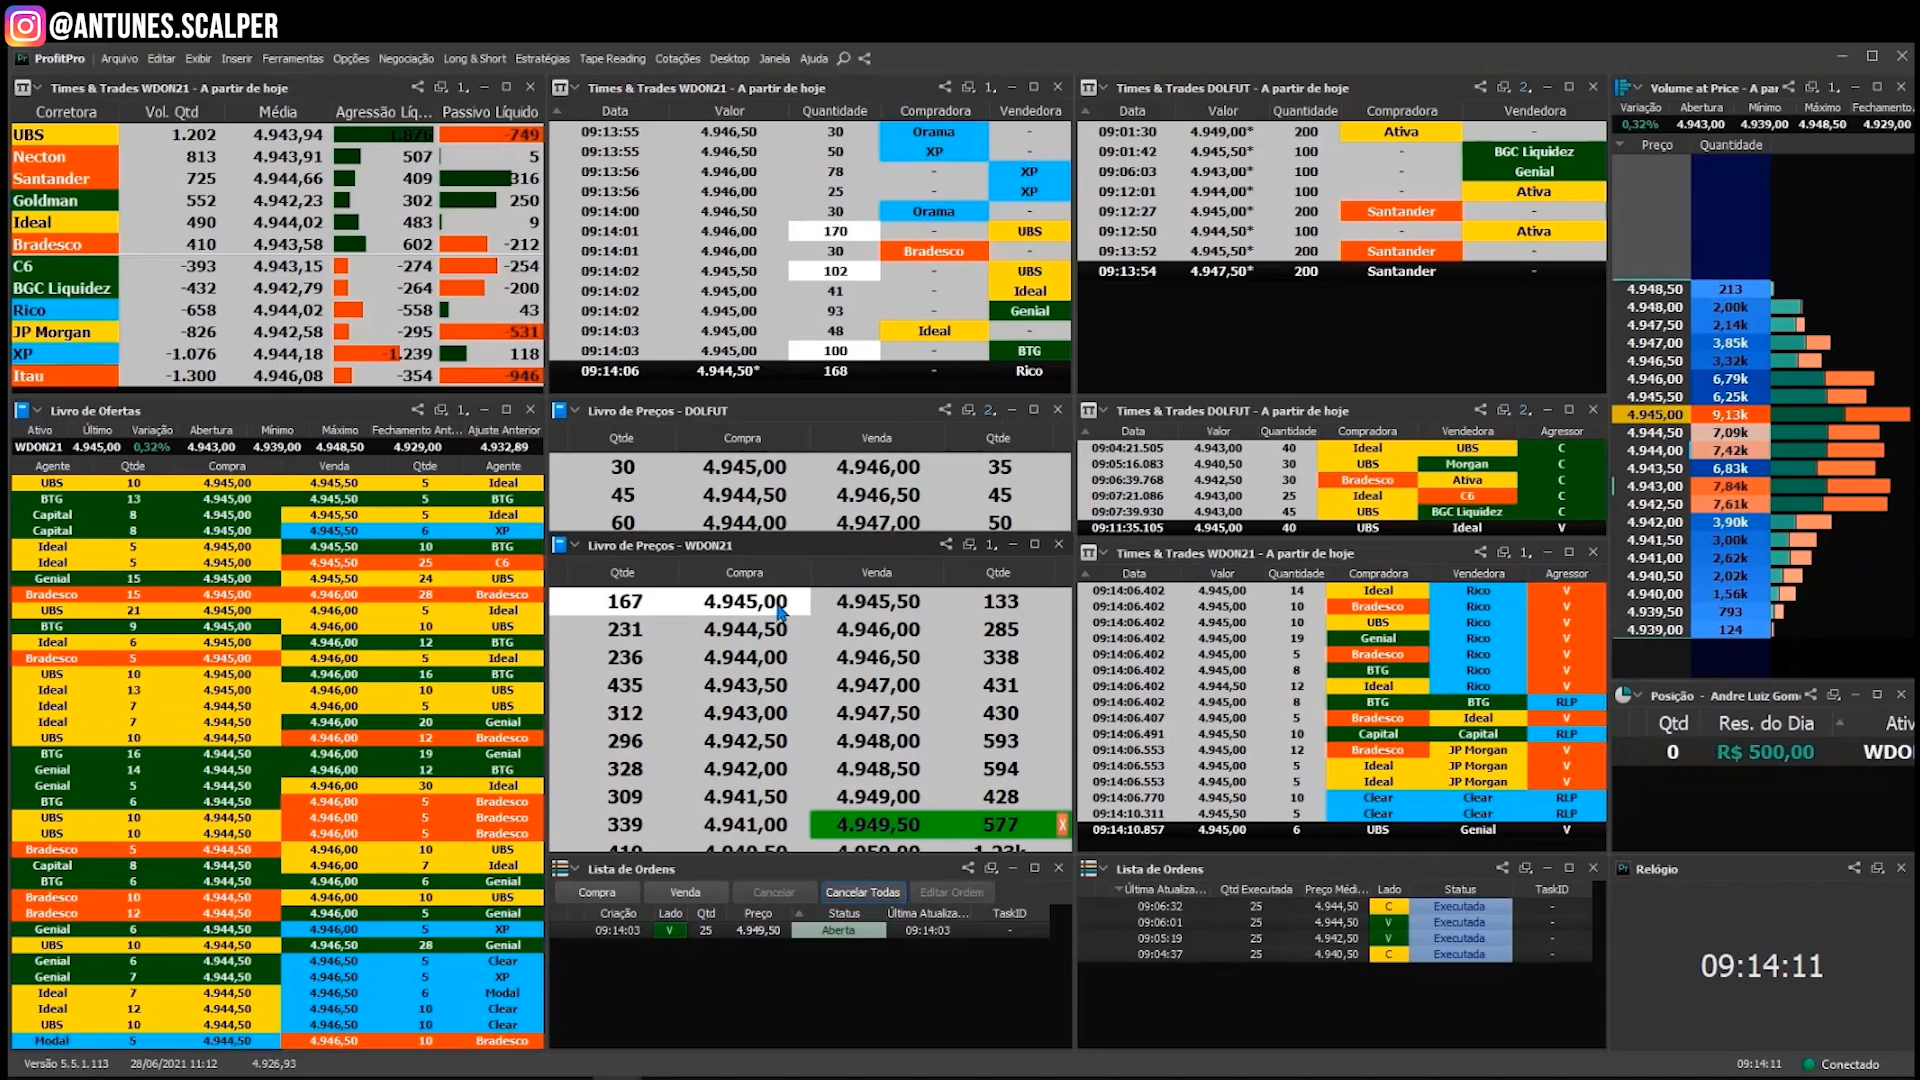 @ANTUNES.SCALPER
ProfitPro Arquivo Editar Exibir Inserir Ferramentas Opções Negociação Long & Short Estratégias Tape Reading Cotações Desktop Janela Ajuda
Times & Trades WDON21 - A partir de hoje
Corretora Vol. Qtd Média Agressão Líq... Passivo Líquido
UBS 1.202 4.943,94 1.876 -749
Necton 813 4.943,91 507 5
Santander 725 4.944,66 409 316
Goldman 552 4.942,23 302 250
Ideal 490 4.944,02 483 9
Bradesco 410 4.943,58 602 -212
C6 -393 4.943,15 -274 -254
BGC Liquidez -432 4.942,79 -264 -200
Rico -658 4.944,02 -558 43
JP Morgan -826 4.942,58 -295 -531
XP -1.076 4.944,18 -1.239 118
Itau -1.300 4.946,08 -354 -946
Times & Trades WDON21 - A partir de hoje
Data Valor Quantidade Compradora Vendedora
09:13:55 4.946,50 30 Orama -
09:13:55 4.946,50 50 XP -
09:13:56 4.946,00 78 - XP
09:13:56 4.946,00 25 - XP
09:14:00 4.946,50 30 Orama -
09:14:01 4.946,00 170 - UBS
09:14:01 4.946,00 30 Bradesco -
09:14:02 4.945,50 102 - UBS
09:14:02 4.945,00 41 - Ideal
09:14:02 4.945,00 93 - Genial
09:14:03 4.945,00 48 Ideal -
09:14:03 4.945,00 100 - BTG
09:14:06 4.944,50* 168 - Rico
Times & Trades DOLFUT - A partir de hoje
Data Valor Quantidade Compradora Vendedora
09:01:30 4.949,00* 200 Ativa -
09:01:42 4.945,50* 100 - BGC Liquidez
09:06:03 4.943,00* 100 - Genial
09:12:01 4.944,00* 100 - Ativa
09:12:27 4.945,00* 200 Santander -
09:12:50 4.944,50* 100 - Ativa
09:13:52 4.945,50* 200 Santander -
09:13:54 4.947,50* 200 Santander -
Volume at Price - A par
Variação Abertura Mínimo Máximo Fechamento
0,32% 4.943,00 4.939,00 4.948,50 4.929,00
Preço Quantidade
4.948,50 213
4.948,00 2,00k
4.947,50 2,14k
4.947,00 3,85k
4.946,50 3,32k
4.946,00 6,79k
4.945,50 6,25k
4.945,00 9,13k
4.944,50 7,09k
4.944,00 7,42k
4.943,50 6,83k
4.943,00 7,84k
4.942,50 7,61k
4.942,00 3,90k
4.941,50 3,00k
4.941,00 2,62k
4.940,50 2,02k
4.940,00 1,56k
4.939,50 793
4.939,00 124
Livro de Ofertas
Ativo Último Variação Abertura Mínimo Máximo Fechamento Ant... Ajuste Anterior
WDON21 4.945,00 0,32% 4.943,00 4.939,00 4.948,50 4.929,00 4.932,89
Agente Qtde Compra Venda Qtde Agente
UBS 10 4.945,00 4.945,50 5 Ideal
BTG 13 4.945,00 4.945,50 5 BTG
Capital 8 4.945,00 4.945,50 5 Ideal
Capital 8 4.945,00 4.945,50 6 XP
Ideal 5 4.945,00 4.945,50 10 BTG
Ideal 5 4.945,00 4.945,50 25 C6
Genial 15 4.945,00 4.945,50 24 UBS
Bradesco 15 4.945,00 4.945,50 28 Bradesco
UBS 21 4.945,00 4.946,00 5 Ideal
BTG 9 4.945,00 4.946,00 10 UBS
Ideal 6 4.945,00 4.946,00 12 BTG
Bradesco 5 4.945,00 4.946,00 5 Ideal
UBS 10 4.945,00 4.946,00 16 BTG
Ideal 13 4.945,00 4.946,00 10 UBS
Ideal 7 4.944,50 4.946,00 5 UBS
Ideal 7 4.944,50 4.946,00 20 Genial
UBS 10 4.944,50 4.946,00 12 Bradesco
BTG 16 4.944,50 4.946,00 19 Genial
Genial 14 4.944,50 4.946,00 12 BTG
Genial 5 4.944,50 4.946,00 30 Ideal
BTG 6 4.944,50 4.946,00 5 Bradesco
UBS 10 4.944,50 4.946,00 5 Bradesco
UBS 10 4.944,50 4.946,00 5 Bradesco
Bradesco 5 4.944,50 4.946,00 10 UBS
Capital 8 4.944,50 4.946,00 7 Ideal
BTG 6 4.944,50 4.946,00 6 Genial
Bradesco 10 4.944,50 4.946,00 10 UBS
Bradesco 12 4.944,50 4.946,00 5 Genial
Genial 6 4.944,50 4.946,00 5 XP
UBS 10 4.944,50 4.946,50 28 Genial
Genial 6 4.944,50 4.946,50 5 Clear
Genial 7 4.944,50 4.946,50 5 XP
Ideal 7 4.944,50 4.946,50 6 Modal
Ideal 12 4.944,50 4.946,50 10 Clear
UBS 10 4.944,50 4.946,50 10 Clear
Modal 5 4.944,50 4.946,50 10 Bradesco
Livro de Preços - DOLFUT
Qtde Compra Venda Qtde
30 4.945,00 4.946,00 35
45 4.944,50 4.946,50 45
60 4.944,00 4.947,00 50
Livro de Preços - WDON21
Qtde Compra Venda Qtde
167 4.945,00 4.945,50 133
231 4.944,50 4.946,00 285
236 4.944,00 4.946,50 338
435 4.943,50 4.947,00 431
312 4.943,00 4.947,50 430
296 4.942,50 4.948,00 593
328 4.942,00 4.948,50 594
309 4.941,50 4.949,00 428
339 4.941,00 4.949,50 577 X
Times & Trades DOLFUT - A partir de hoje
Data Valor Quantidade Compradora Vendedora Agressor
09:04:21.505 4.943,00 40 Ideal UBS C
09:05:16.083 4.940,50 30 UBS Morgan C
09:06:39.768 4.942,50 30 Bradesco Ativa C
09:07:21.086 4.943,00 25 Ideal C6 C
09:07:39.930 4.943,00 45 UBS BGC Liquidez C
09:11:35.105 4.945,00 40 UBS Ideal V
Times & Trades WDON21 - A partir de hoje
Data Valor Quantidade Compradora Vendedora Agressor
09:14:06.402 4.945,00 14 Ideal Rico V
09:14:06.402 4.945,00 10 Bradesco Rico V
09:14:06.402 4.945,00 10 UBS Rico V
09:14:06.402 4.945,00 19 Genial Rico V
09:14:06.402 4.945,00 5 Bradesco Rico V
09:14:06.402 4.945,00 8 BTG Rico V
09:14:06.402 4.944,50 12 Ideal Rico V
09:14:06.402 4.945,00 8 BTG BTG RLP
09:14:06.407 4.945,00 5 Bradesco Ideal V
09:14:06.491 4.945,50 10 Capital Capital RLP
09:14:06.553 4.945,00 12 Bradesco JP Morgan V
09:14:06.553 4.945,00 5 Ideal JP Morgan V
09:14:06.553 4.945,00 5 Ideal JP Morgan V
09:14:06.770 4.945,50 10 Clear Clear RLP
09:14:10.311 4.945,50 5 Clear Clear RLP
09:14:10.857 4.945,00 6 UBS Genial V
Posição - Andre Luiz Gom
Qtd Res. do Dia Ativ
0 R$ 500,00 WDO
Lista de Ordens
Compra Venda Cancelar Cancelar Todas Editar Ordem
Criação Lado Qtd Preço Status Última Atualiza... TaskID
09:14:03 V 25 4.949,50 Aberta 09:14:03 -
Lista de Ordens
Última Atualiza... Qtd Executada Preço Médi... Lado Status TaskID
09:06:32 25 4.944,50 C Executada -
09:06:01 25 4.944,50 V Executada -
09:05:19 25 4.942,50 V Executada -
09:04:37 25 4.940,50 C Executada -
Relógio
09:14:11
Versão 5.5.1.113 28/06/2021 11:12 4.926,93
09:14:11 Conectado